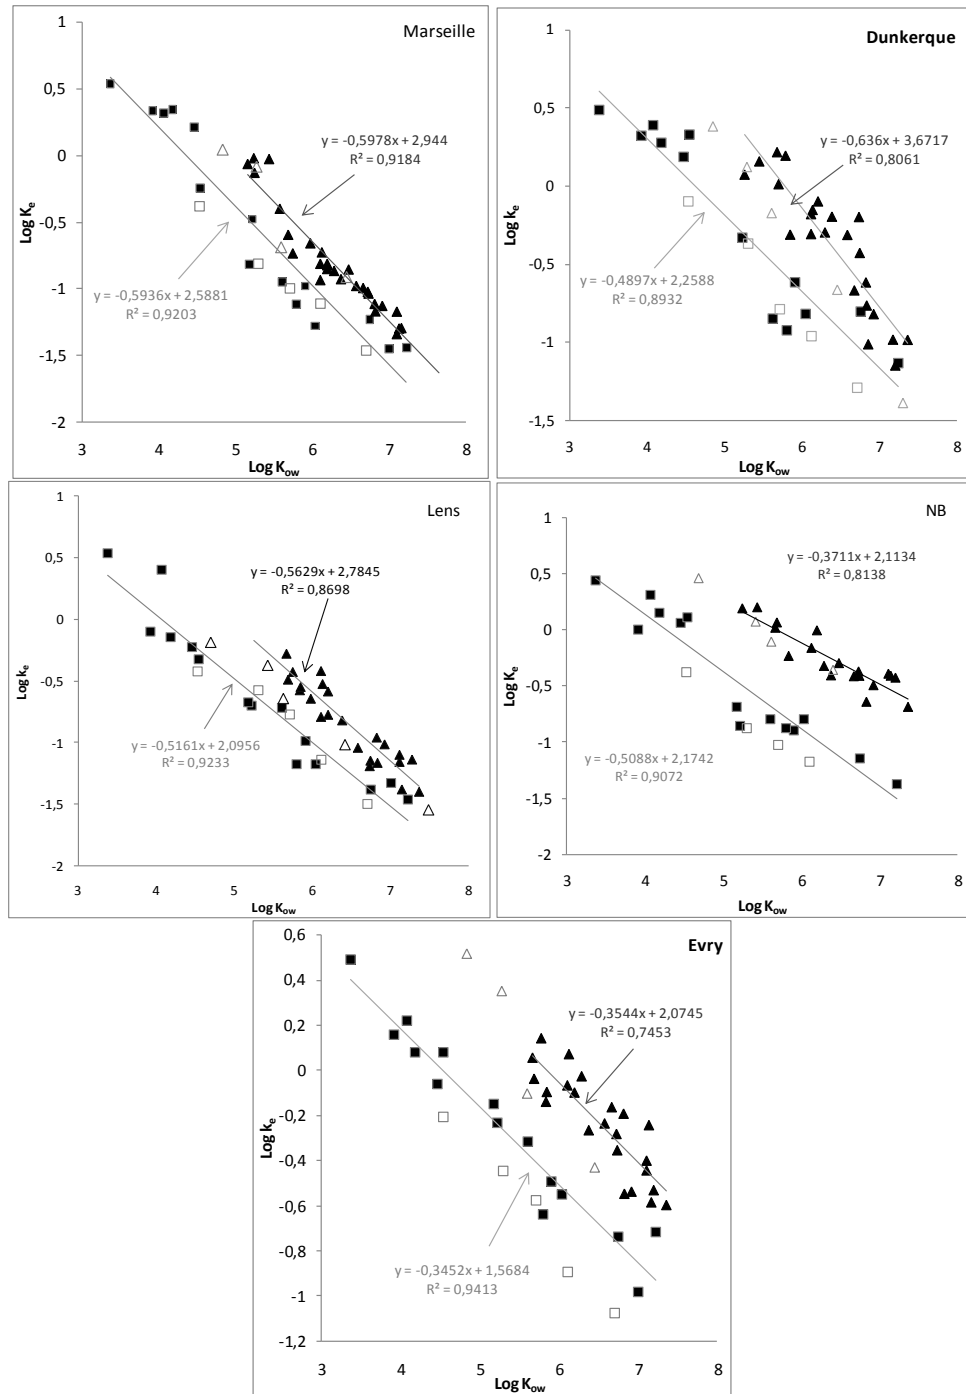 Marseille
1
0,5
0
-0,5
-1
-1,5
-2
Log Ke
y = -0,5978x + 2,944
R² = 0,9184
y = -0,5936x + 2,5881
R² = 0,9203
3 4 5 6 7 8
Log Kow
Dunkerque
1
0,5
0
-0,5
-1
-1,5
Log ke
y = -0,636x + 3,6717
R² = 0,8061
y = -0,4897x + 2,2588
R² = 0,8932
3 4 5 6 7 8
Log Kow
Lens
1
0,5
0
-0,5
-1
-1,5
-2
Log ke
y = -0,5629x + 2,7845
R² = 0,8698
y = -0,5161x + 2,0956
R² = 0,9233
3 4 5 6 7 8
Log Kow
NB
1
0,5
0
-0,5
-1
-1,5
-2
Log ke
y = -0,3711x + 2,1134
R² = 0,8138
y = -0,5088x + 2,1742
R² = 0,9072
3 4 5 6 7 8
Log Kow
Evry
0,6
0,4
0,2
0
-0,2
-0,4
-0,6
-0,8
-1
-1,2
Log ke
y = -0,3544x + 2,0745
R² = 0,7453
y = -0,3452x + 1,5684
R² = 0,9413
3 4 5 6 7 8
Log Kow